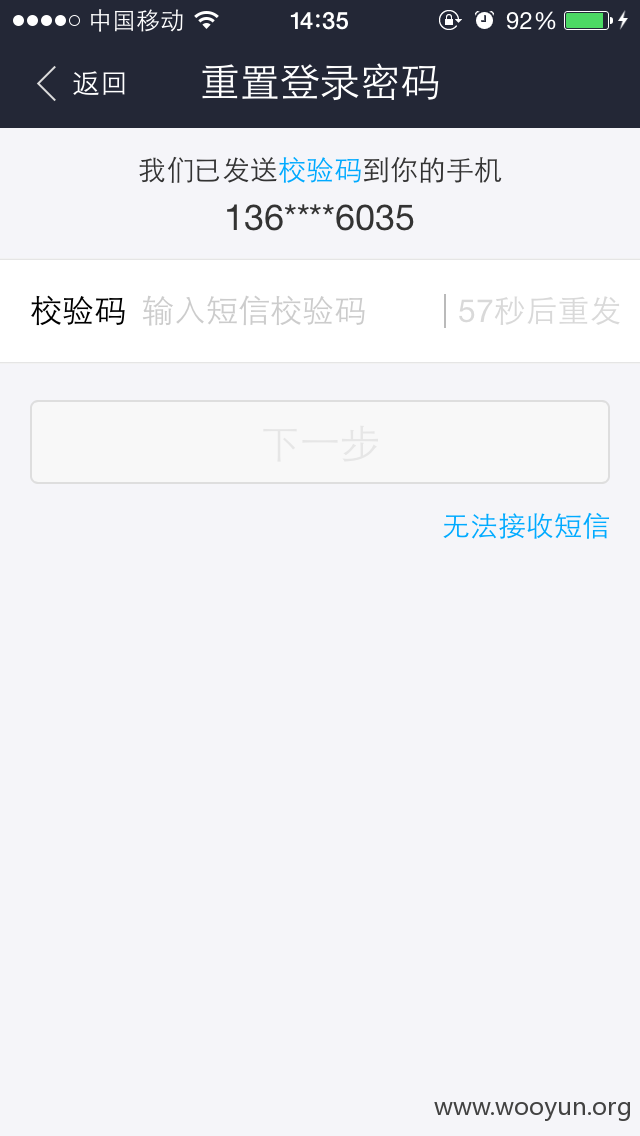 中国移动 14:35 92%
返回 重置登录密码
我们已发送校验码到你的手机
136****6035
校验码 输入短信校验码 57秒后重发
下一步
无法接收短信
www.wooyun.org